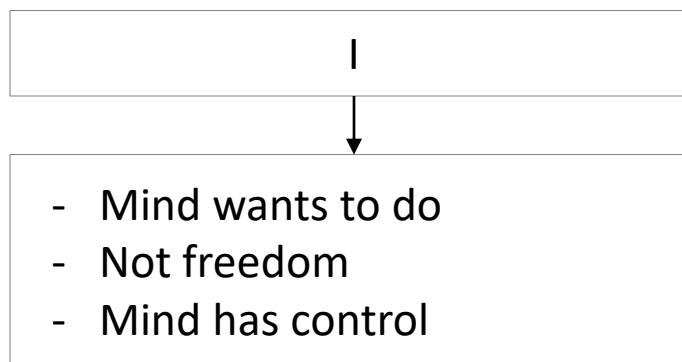 I
- Mind wants to do
- Not freedom
- Mind has control